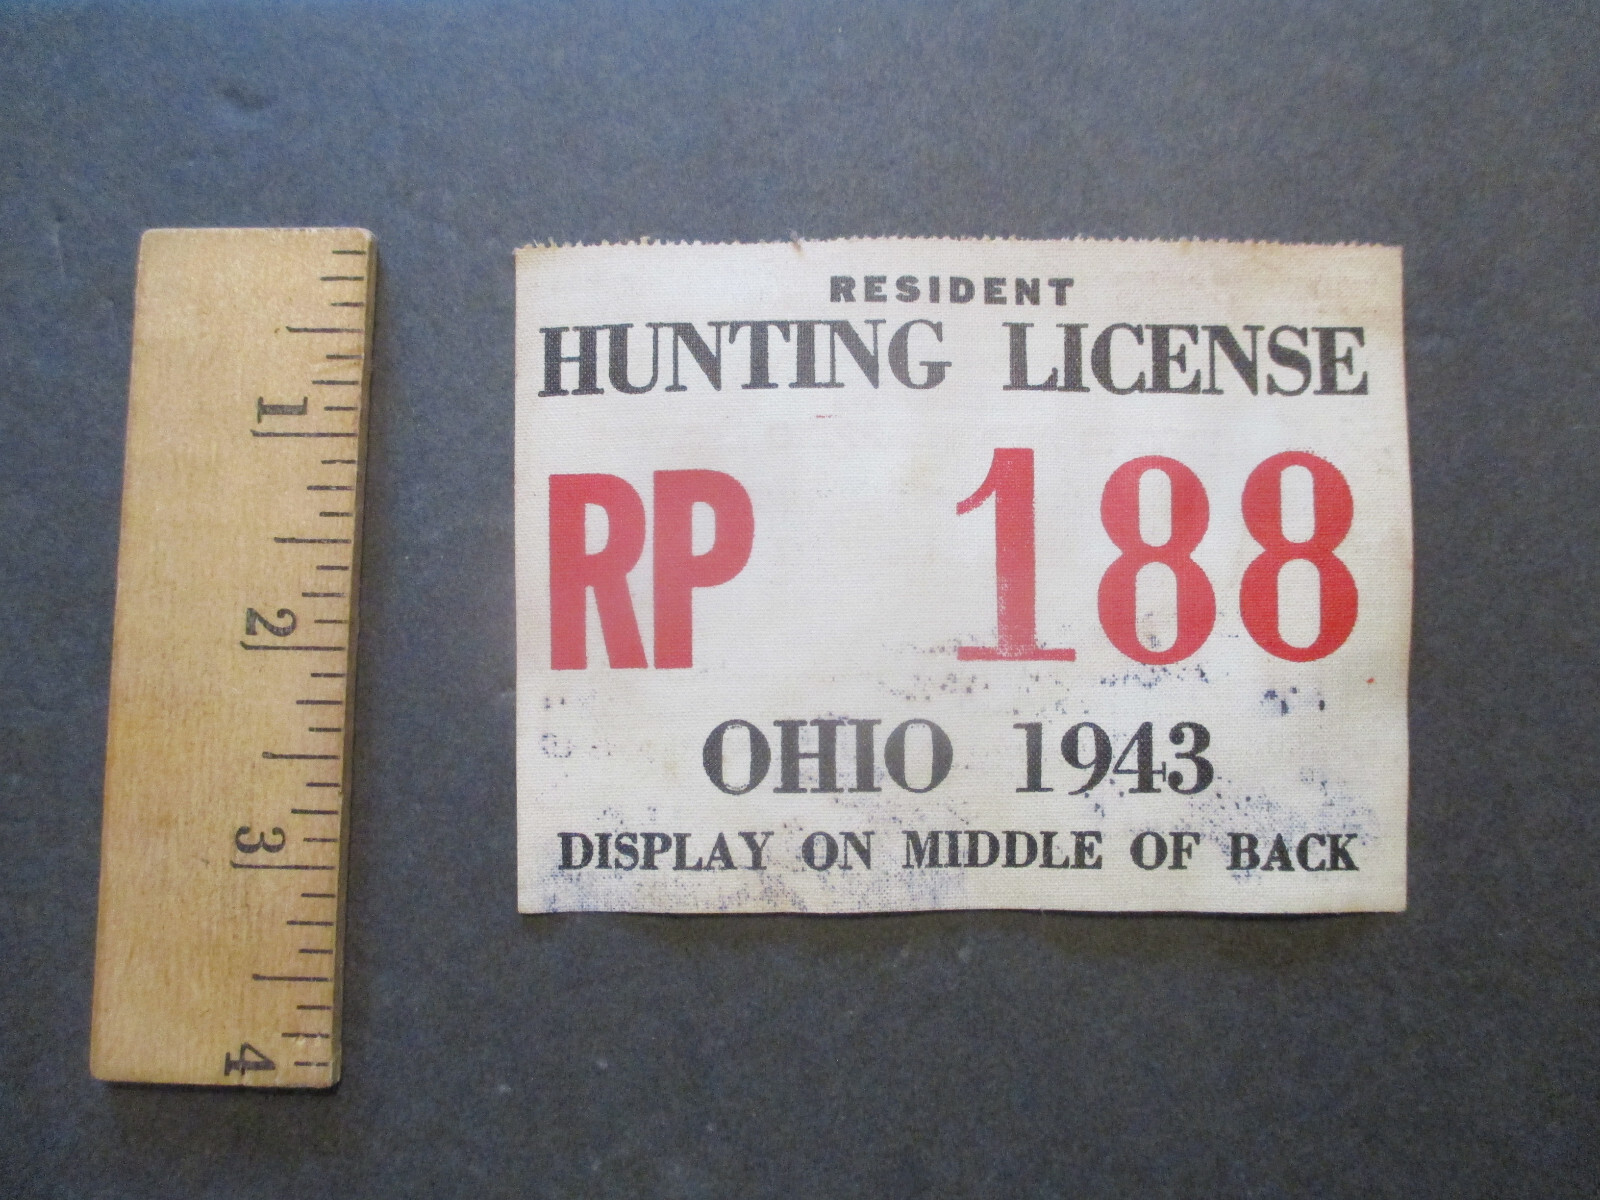 1
2
3
4
RESIDENT
HUNTING LICENSE
RP 188
OHIO 1943
DISPLAY ON MIDDLE OF BACK